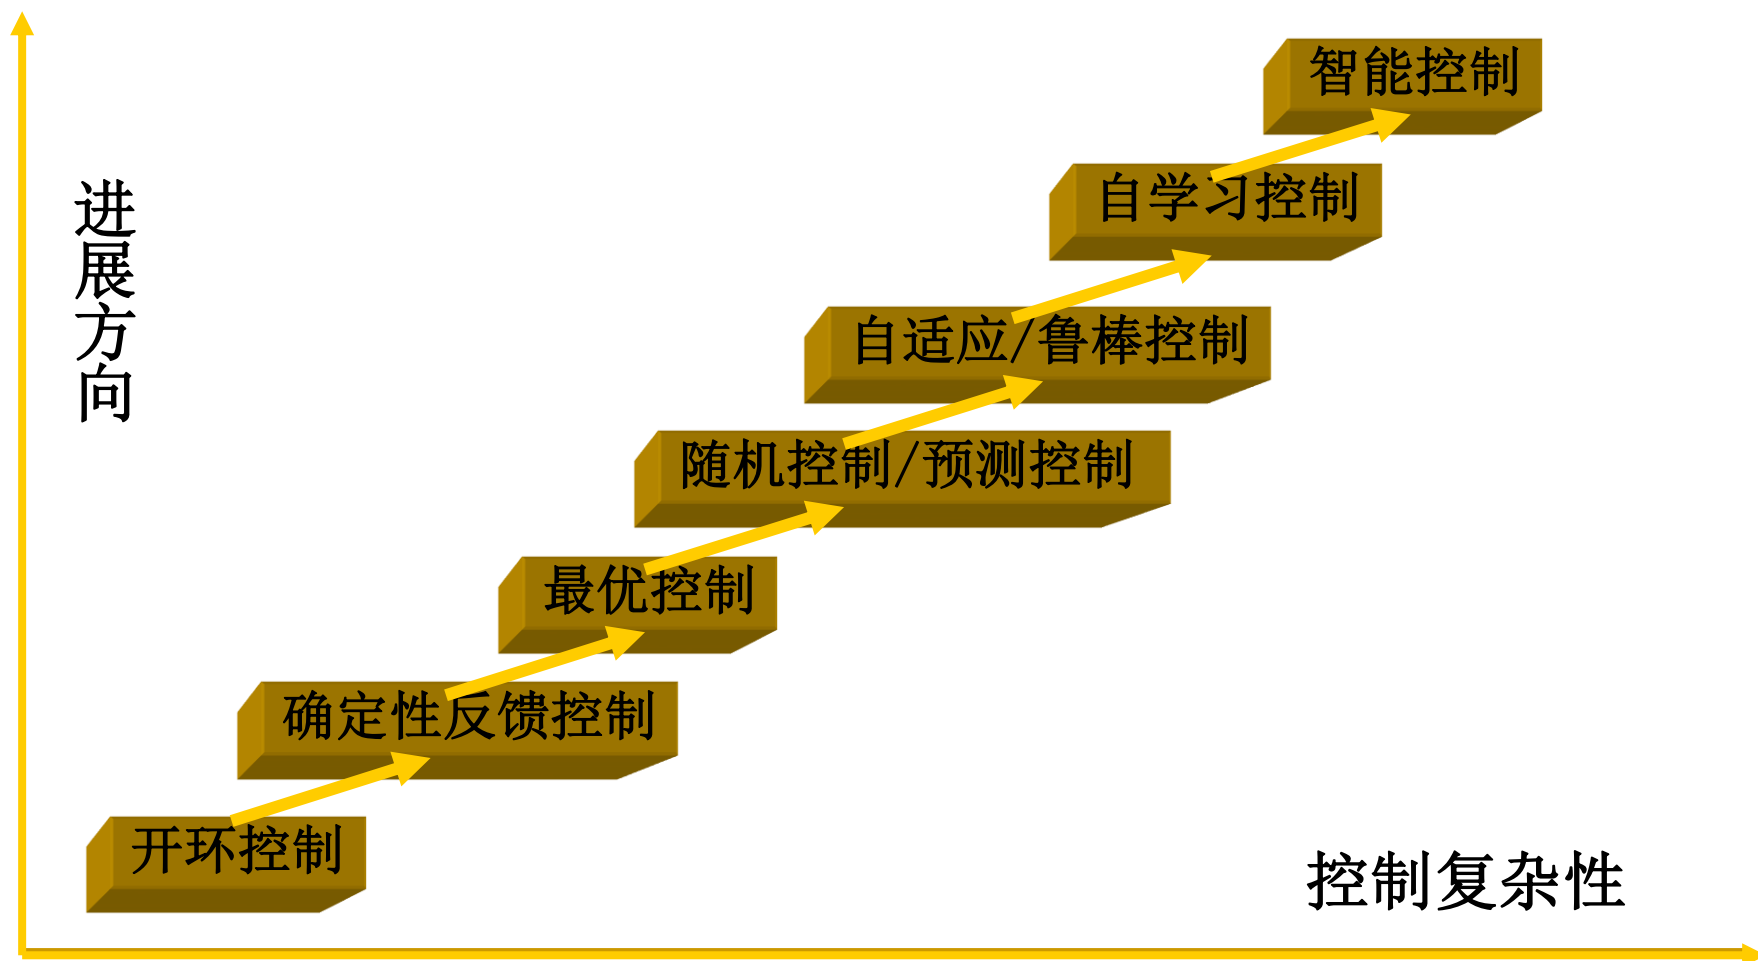 智能控制
自学习控制
进展方向
自适应/鲁棒控制
随机控制/预测控制
最优控制
确定性反馈控制
开环控制
控制复杂性